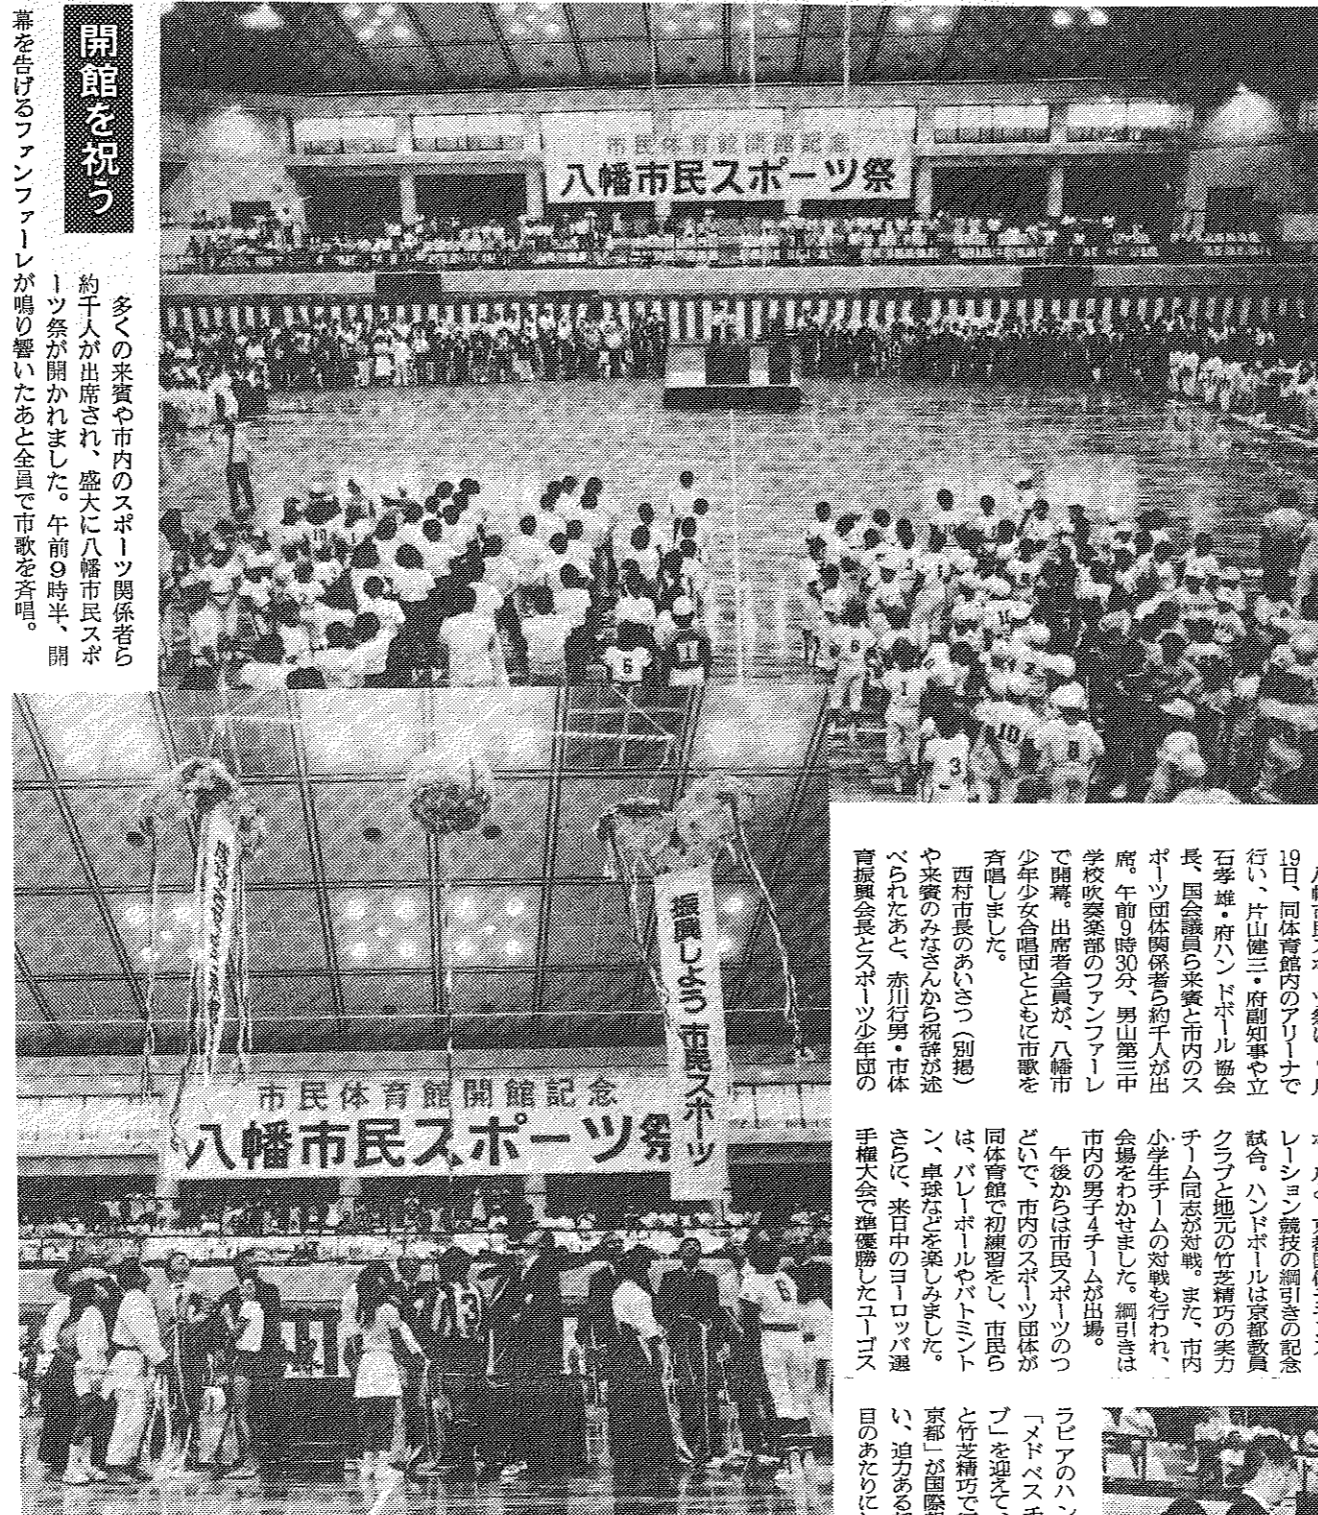 開館を祝う
多くの来賓や市内のスポーツ関係者ら
約千人が出席され、盛大に八幡市民スポ
ーツ祭が開かれました。午前9時半、開
幕を告げるファンファーレが鳴り響いたあと全員で市歌を斉唱。
市民体育館開館記念
八幡市民スポーツ祭
振興しよう 市民スポーツ
市民体育館開館記念
八幡市民スポーツ祭
19日、同体育館内のアリーナで
行い、片山健三・府副知事や立
石孝雄・府ハンドボール協会
長、国会議員ら来賓と市内のス
ポーツ団体関係者ら約千人が出
席。午前9時30分、男山第三中
学校吹奏楽部のファンファーレ
で開幕。出席者全員が、八幡市
少年少女合唱団とともに市歌を
斉唱しました。
西村市長のあいさつ（別掲）
や来賓のみなさんから祝辞が述
べられたあと、赤川行男・市体
育振興会長とスポーツ少年団の
レーション競技の綱引きの記念
試合。ハンドボールは京都教員
クラブと地元の竹芝精巧の実力
チーム同志が対戦。また、市内
小学生チームの対戦も行われ、
会場をわかせました。綱引きは
市内の男子4チームが出場。
午後からは市民スポーツのつ
どいで、市内のスポーツ団体が
同体育館で初練習をし、市民ら
は、バレーボールやバトミント
ン、卓球などを楽しみました。
さらに、来日中のヨーロッパ選
手権大会で準優勝したユーゴス
ラビアのハン
「メドベスチ
ブ」を迎えて、
と竹芝精巧で
京都」が国際
い、迫力ある
目のあたりに